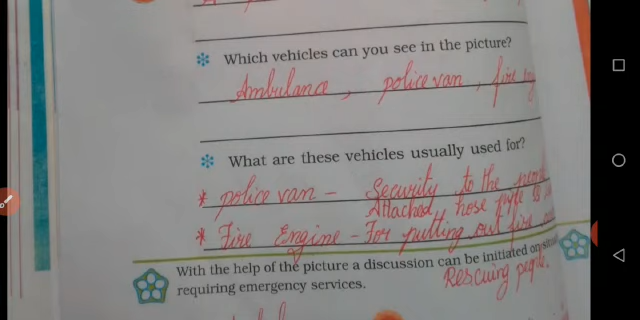 Which vehicles can you see in the picture?
Ambulance, police van, fire
What are these vehicles usually used for?
* police van - Security to the
Attached hose
* Fire Engine - For putting out fire
With the help of the picture a discussion can be initiated on
requiring emergency services.
Rescuing people.